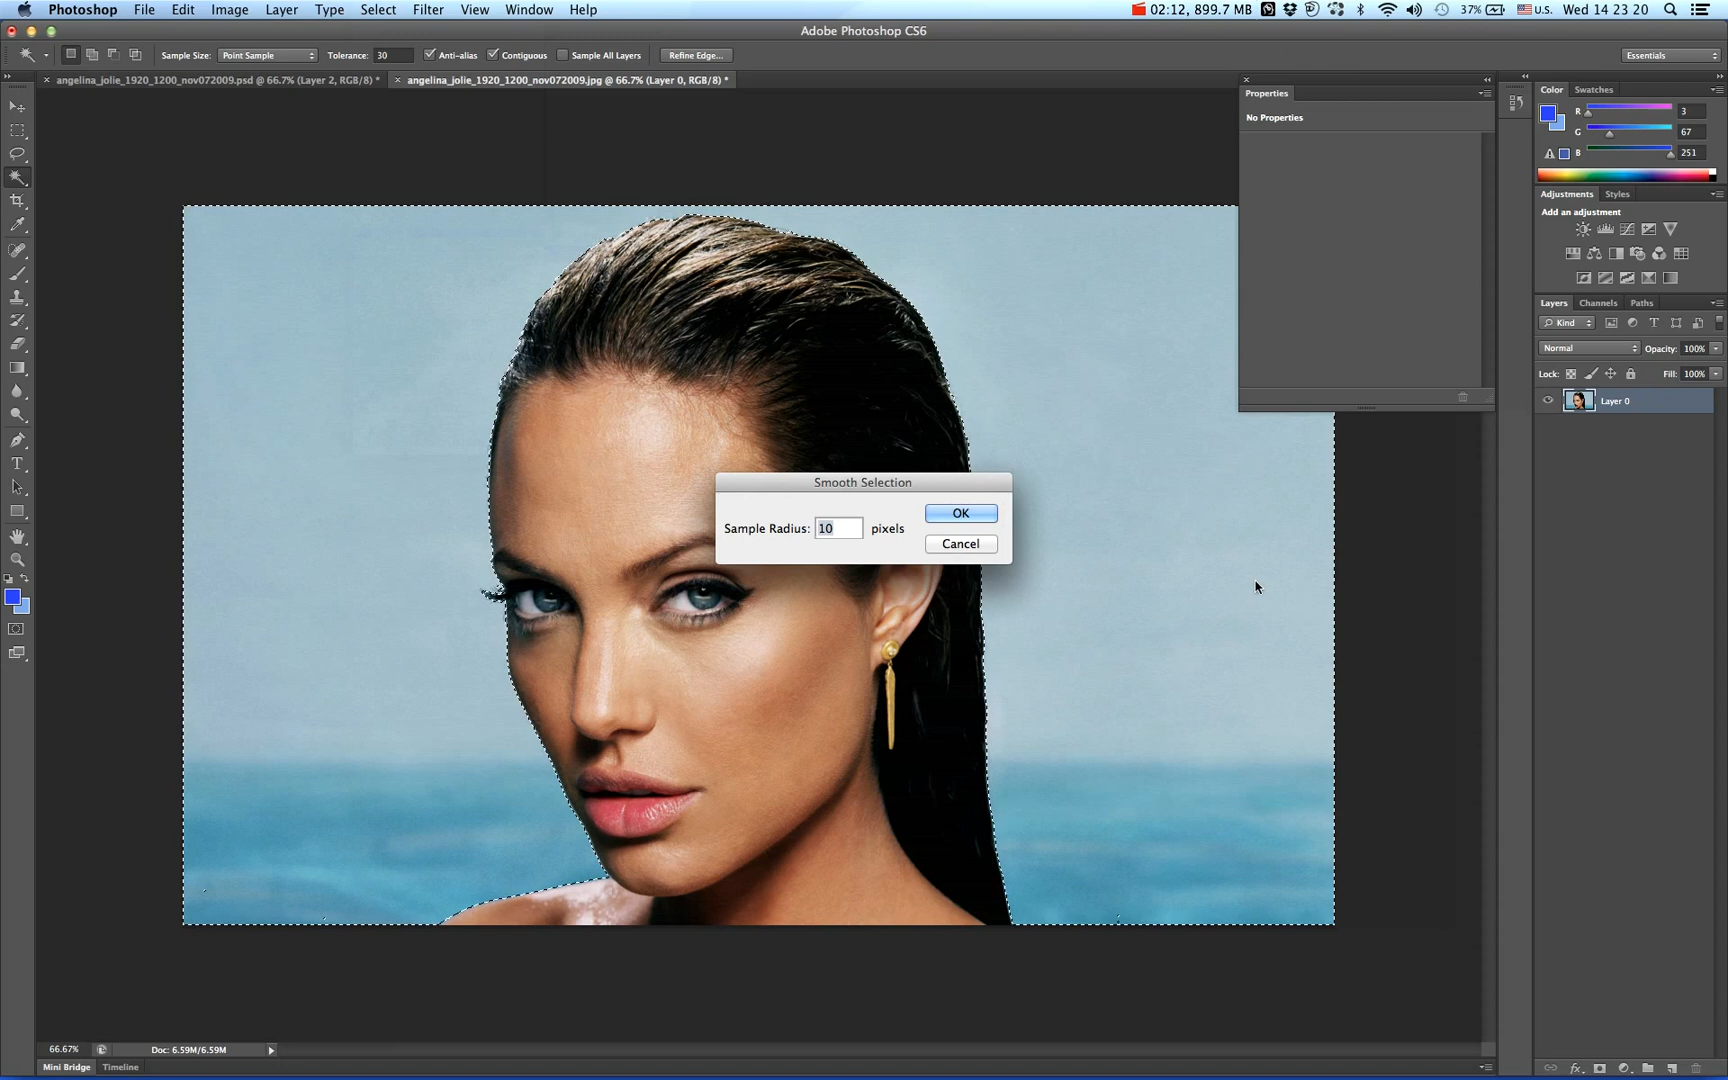 Photoshop File Edit Image Layer Type Select Filter View Window Help 02:12, 899.7 MB 37% U.S. Wed 14 23 20
Adobe Photoshop CS6
Sample Size: Point Sample Tolerance: 30 Anti-alias Contiguous Sample All Layers Refine Edge... Essentials
angelina_jolie_1920_1200_nov072009.psd @ 66.7% (Layer 2, RGB/8) * angelina_jolie_1920_1200_nov072009.jpg @ 66.7% (Layer 0, RGB/8) *
Properties
No Properties
Color Swatches
R 3
G 67
B 251
Adjustments Styles
Add an adjustment
Layers Channels Paths
Kind
Normal Opacity: 100%
Lock: Fill: 100%
Layer 0
Smooth Selection
Sample Radius: 10 pixels
OK
Cancel
66.67% Doc: 6.59M/6.59M
Mini Bridge Timeline